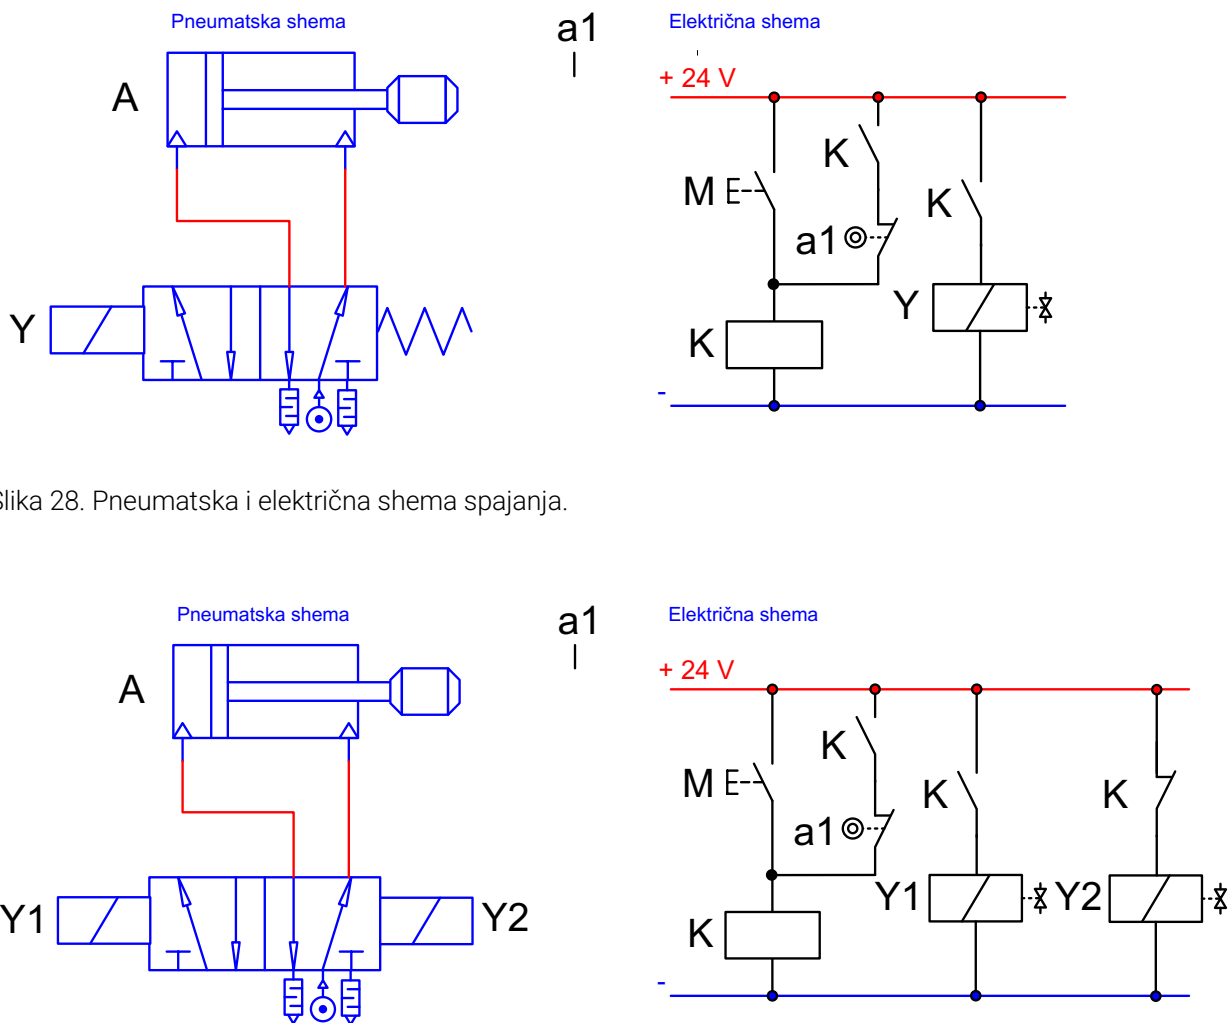 Pneumatska shema
a1
Električna shema
+ 24 V
A
K
M
K
a1
Y
Y
K
-
Slika 28. Pneumatska i električna shema spajanja.
Pneumatska shema
a1
Električna shema
+ 24 V
A
K
M
K
K
a1
Y1
Y2
Y1
Y2
K
-